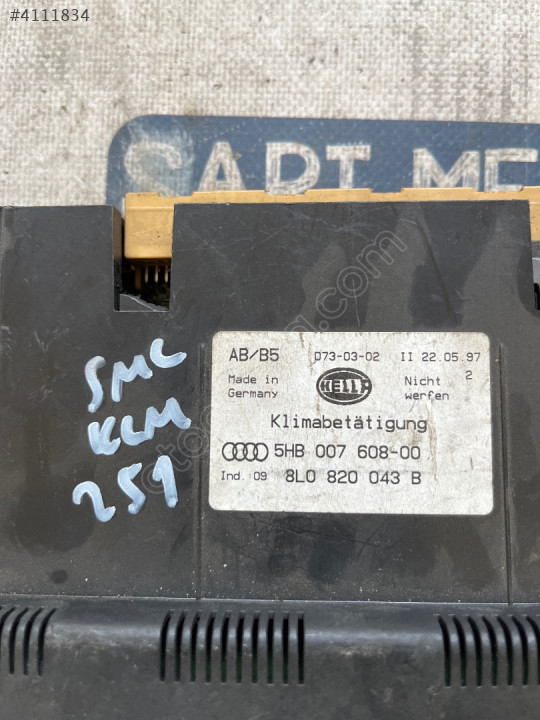 #4111834
SART ME
AB/B5 073-03-02 II 22.05.97
Made in Germany HELLA Nicht werfen 2
Klimabetätigung
5HB 007 608-00
Ind. 09 8L0 820 043 B
SMC
KLM
251